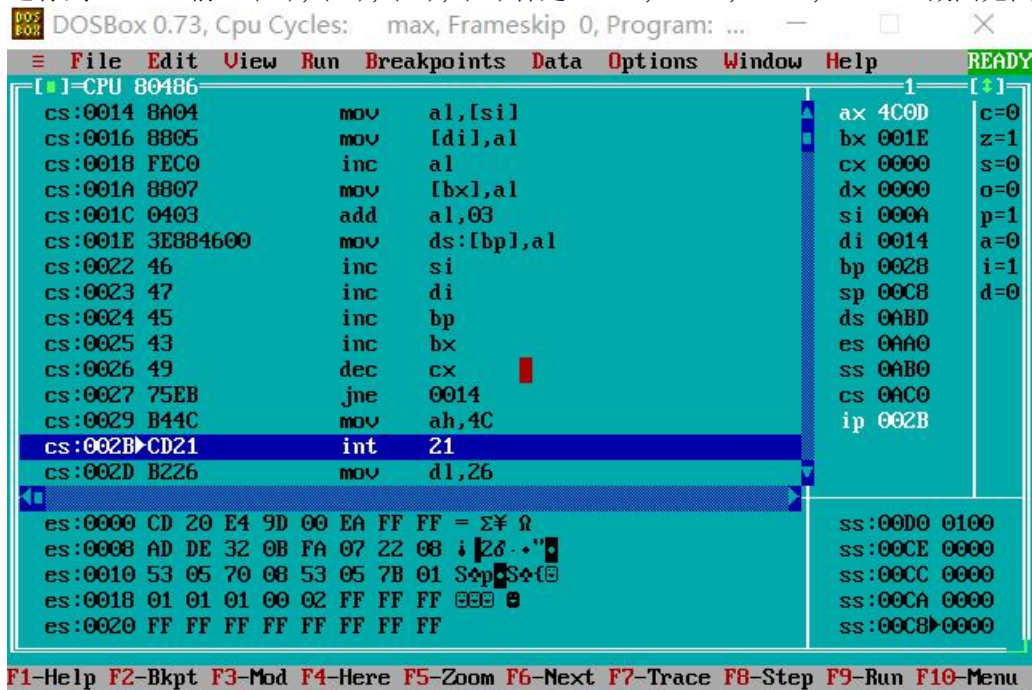 DOSBox 0.73, Cpu Cycles: max, Frameskip 0, Program: ...
≡ File Edit View Run Breakpoints Data Options Window Help READY
[■]=CPU 80486 1 [↕]
cs:0014 8A04 mov al,[si] ax 4C0D c=0
cs:0016 8805 mov [di],al bx 001E z=1
cs:0018 FEC0 inc al cx 0000 s=0
cs:001A 8807 mov [bx],al dx 0000 o=0
cs:001C 0403 add al,03 si 000A p=1
cs:001E 3E884600 mov ds:[bp],al di 0014 a=0
cs:0022 46 inc si bp 0028 i=1
cs:0023 47 inc di sp 00C8 d=0
cs:0024 45 inc bp ds 0ABD
cs:0025 43 inc bx es 0AA0
cs:0026 49 dec cx ss 0AB0
cs:0027 75EB jne 0014 cs 0AC0
cs:0029 B44C mov ah,4C ip 002B
cs:002B►CD21 int 21
cs:002D B226 mov dl,26
es:0000 CD 20 E4 9D 00 EA FF FF = Σ¥ Ω ss:00D0 0100
es:0008 AD DE 32 0B FA 07 22 08 ss:00CE 0000
es:0010 53 05 70 08 53 05 7B 01 S♣p◘S♣{☺ ss:00CC 0000
es:0018 01 01 01 00 02 FF FF FF ☺☺☺ ☻ ss:00CA 0000
es:0020 FF FF FF FF FF FF FF FF ss:00C8►0000
F1-Help F2-Bkpt F3-Mod F4-Here F5-Zoom F6-Next F7-Trace F8-Step F9-Run F10-Menu